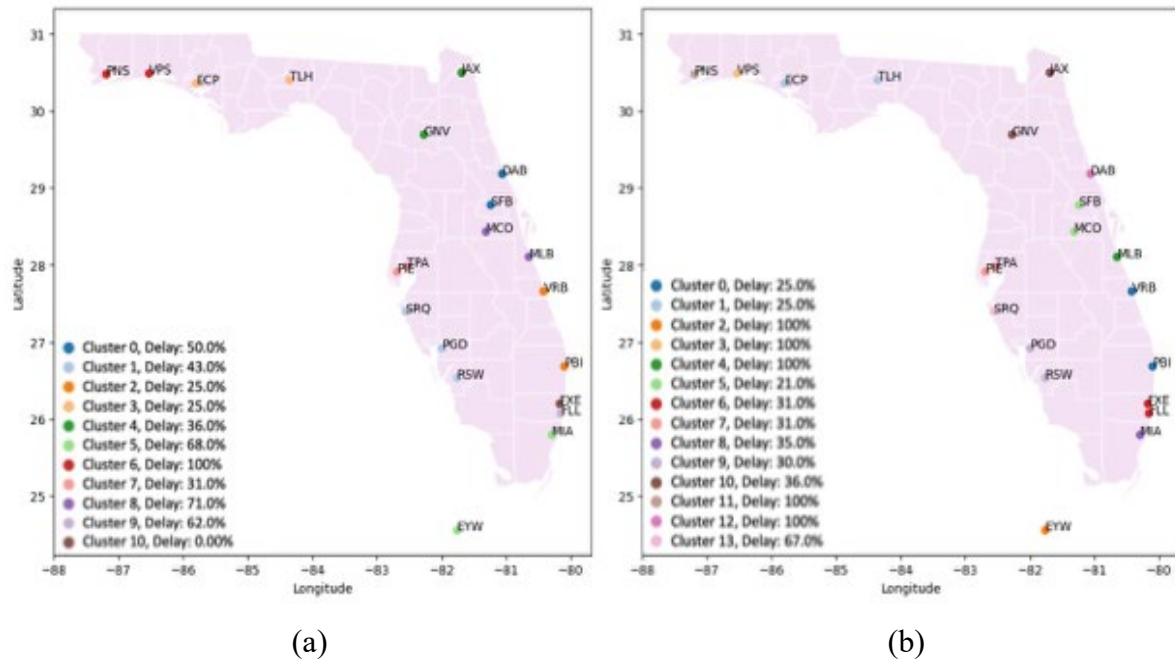 31
30
29
28
27
26
25
Latitude
PNS
VPS
ECP
TLH
JAX
GNV
DAB
SFB
MCO
MLB
TPA
PIE
VRB
SRQ
PGD
RSW
PBI
FXE
FLL
MIA
EYW
Cluster 0, Delay: 50.0%
Cluster 1, Delay: 43.0%
Cluster 2, Delay: 25.0%
Cluster 3, Delay: 25.0%
Cluster 4, Delay: 36.0%
Cluster 5, Delay: 68.0%
Cluster 6, Delay: 100%
Cluster 7, Delay: 31.0%
Cluster 8, Delay: 71.0%
Cluster 9, Delay: 62.0%
Cluster 10, Delay: 0.00%
−88 −87 −86 −85 −84 −83 −82 −81 −80
Longitude
(a)
31
30
29
28
27
26
25
Latitude
PNS
VPS
ECP
TLH
JAX
GNV
DAB
SFB
MCO
MLB
TPA
PIE
VRB
SRQ
PGD
RSW
PBI
FXE
FLL
MIA
EYW
Cluster 0, Delay: 25.0%
Cluster 1, Delay: 25.0%
Cluster 2, Delay: 100%
Cluster 3, Delay: 100%
Cluster 4, Delay: 100%
Cluster 5, Delay: 21.0%
Cluster 6, Delay: 31.0%
Cluster 7, Delay: 31.0%
Cluster 8, Delay: 35.0%
Cluster 9, Delay: 30.0%
Cluster 10, Delay: 36.0%
Cluster 11, Delay: 100%
Cluster 12, Delay: 100%
Cluster 13, Delay: 67.0%
−88 −87 −86 −85 −84 −83 −82 −81 −80
Longitude
(b)